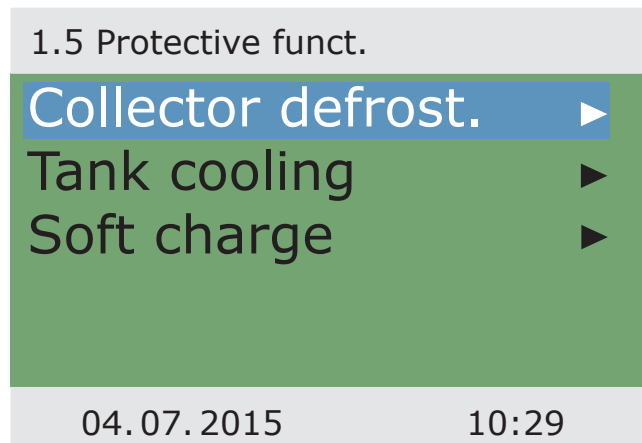 1.5 Protective funct.
Collector defrost. ►
Tank cooling ►
Soft charge ►
04.07.2015 10:29